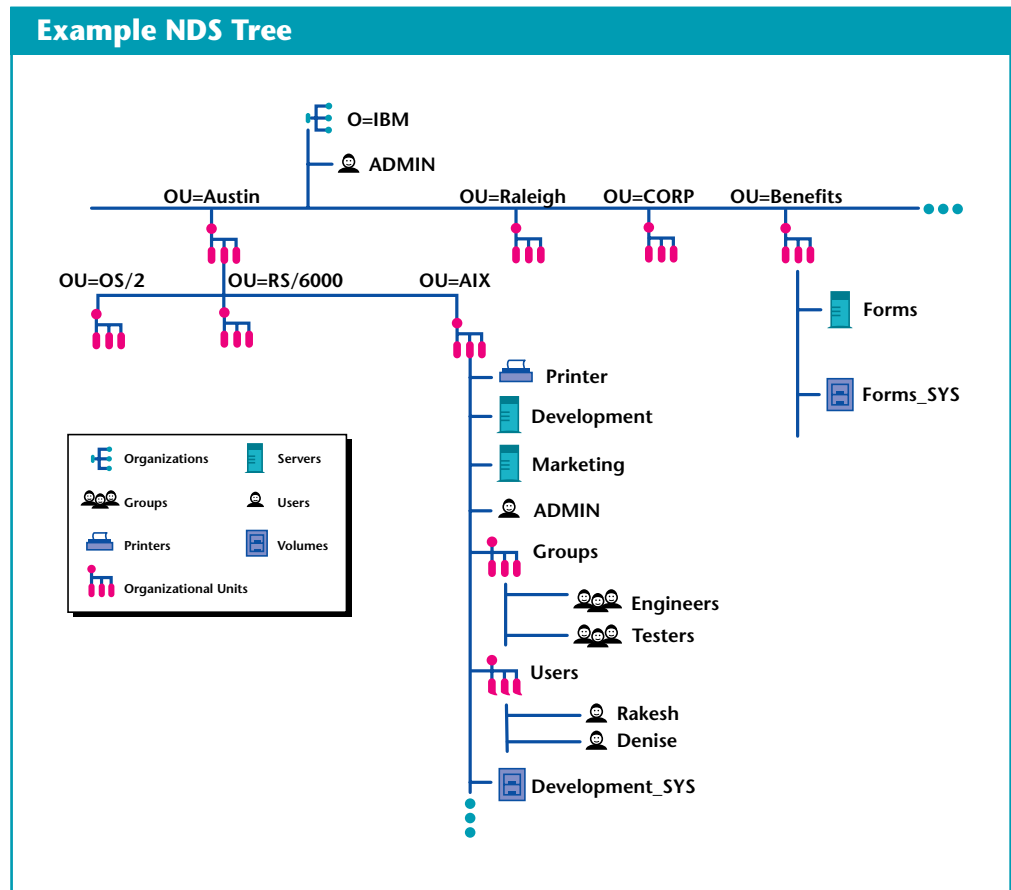 Example NDS Tree
O=IBM
ADMIN
OU=Austin
OU=Raleigh
OU=CORP
OU=Benefits
OU=OS/2
OU=RS/6000
OU=AIX
Forms
Forms_SYS
Printer
Development
Marketing
ADMIN
Groups
Engineers
Testers
Users
Rakesh
Denise
Development_SYS
Organizations
Servers
Groups
Users
Printers
Volumes
Organizational Units